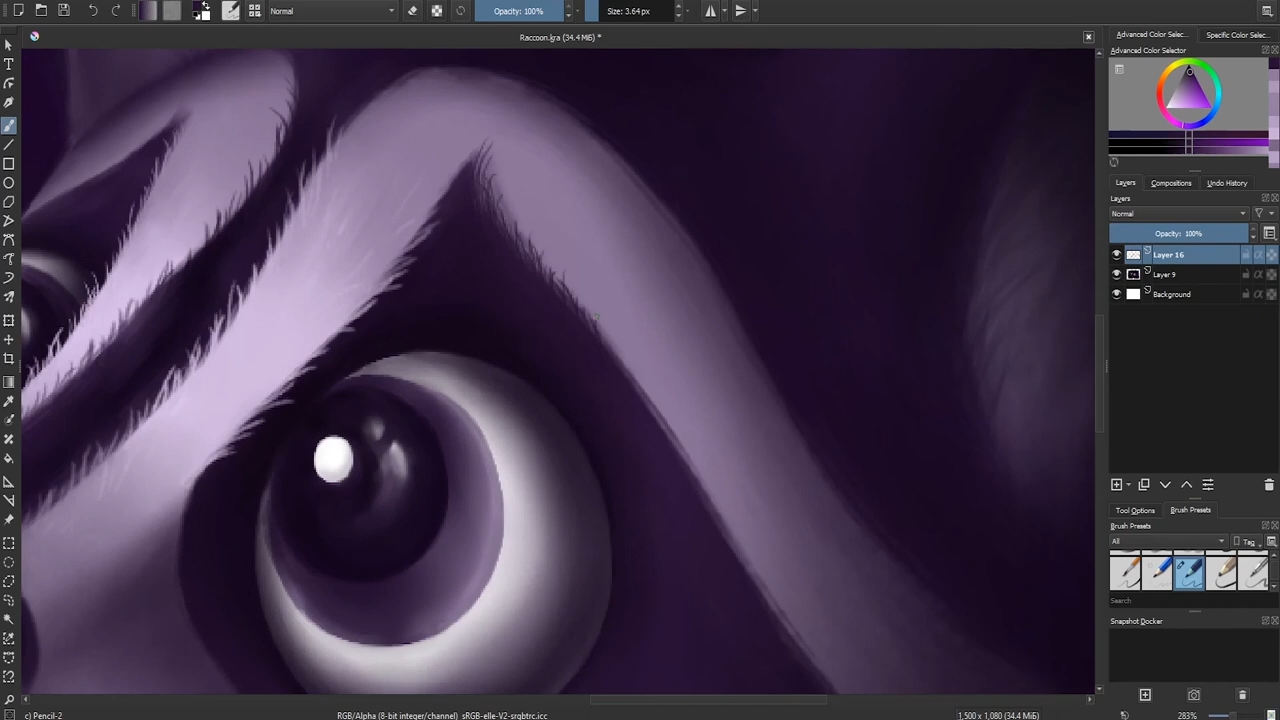 Normal
Opacity: 100%
Size: 3.64 px
Raccoon.kra (34.4 MiB) *
Advanced Color Selec...
Specific Color Selec...
Advanced Color Selector
Layers
Compositions
Undo History
Layers
Normal
Opacity: 100%
Layer 16
Layer 9
Background
Tool Options
Brush Presets
Brush Presets
All
Tag
Search
Snapshot Docker
c) Pencil-2
RGB/Alpha (8-bit integer/channel) sRGB-elle-V2-srgbtrc.icc
1,500 x 1,080 (34.4 MiB)
283%